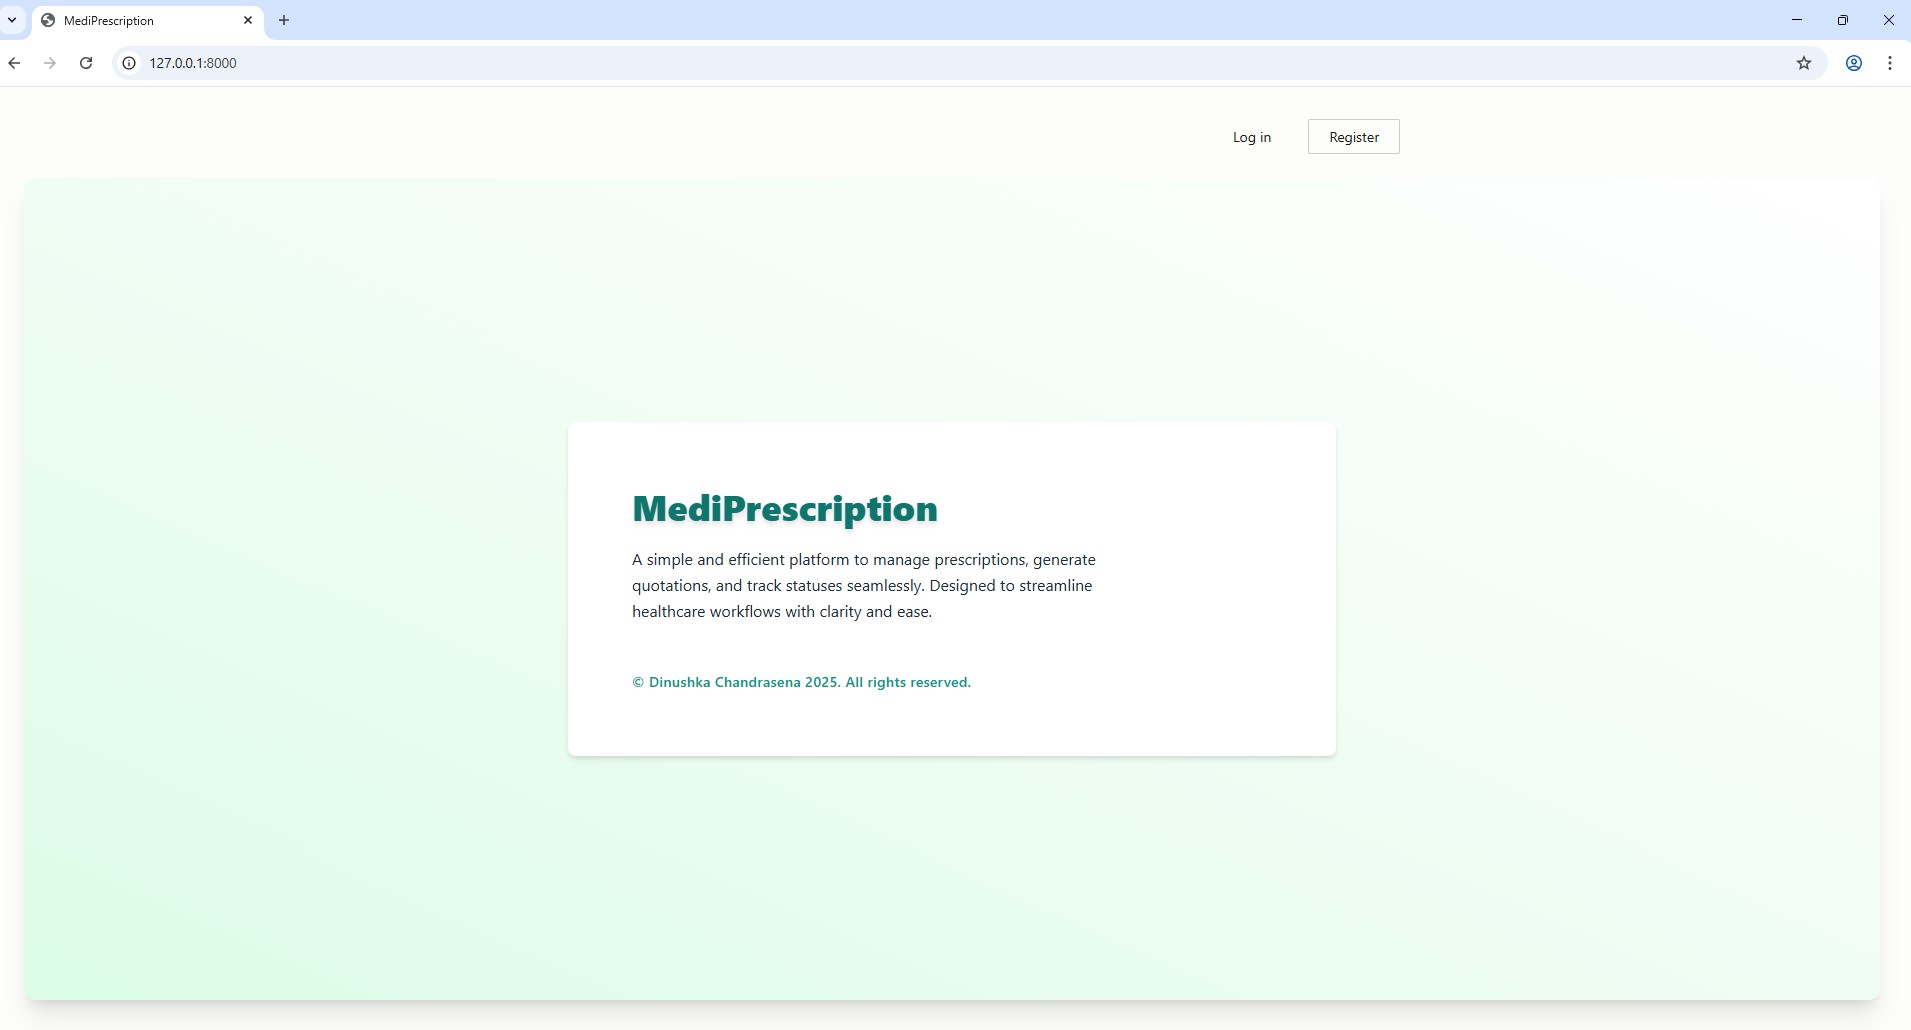 MediPrescription
127.0.0.1:8000
Log in
Register
MediPrescription
A simple and efficient platform to manage prescriptions, generate
quotations, and track statuses seamlessly. Designed to streamline
healthcare workflows with clarity and ease.
© Dinushka Chandrasena 2025. All rights reserved.